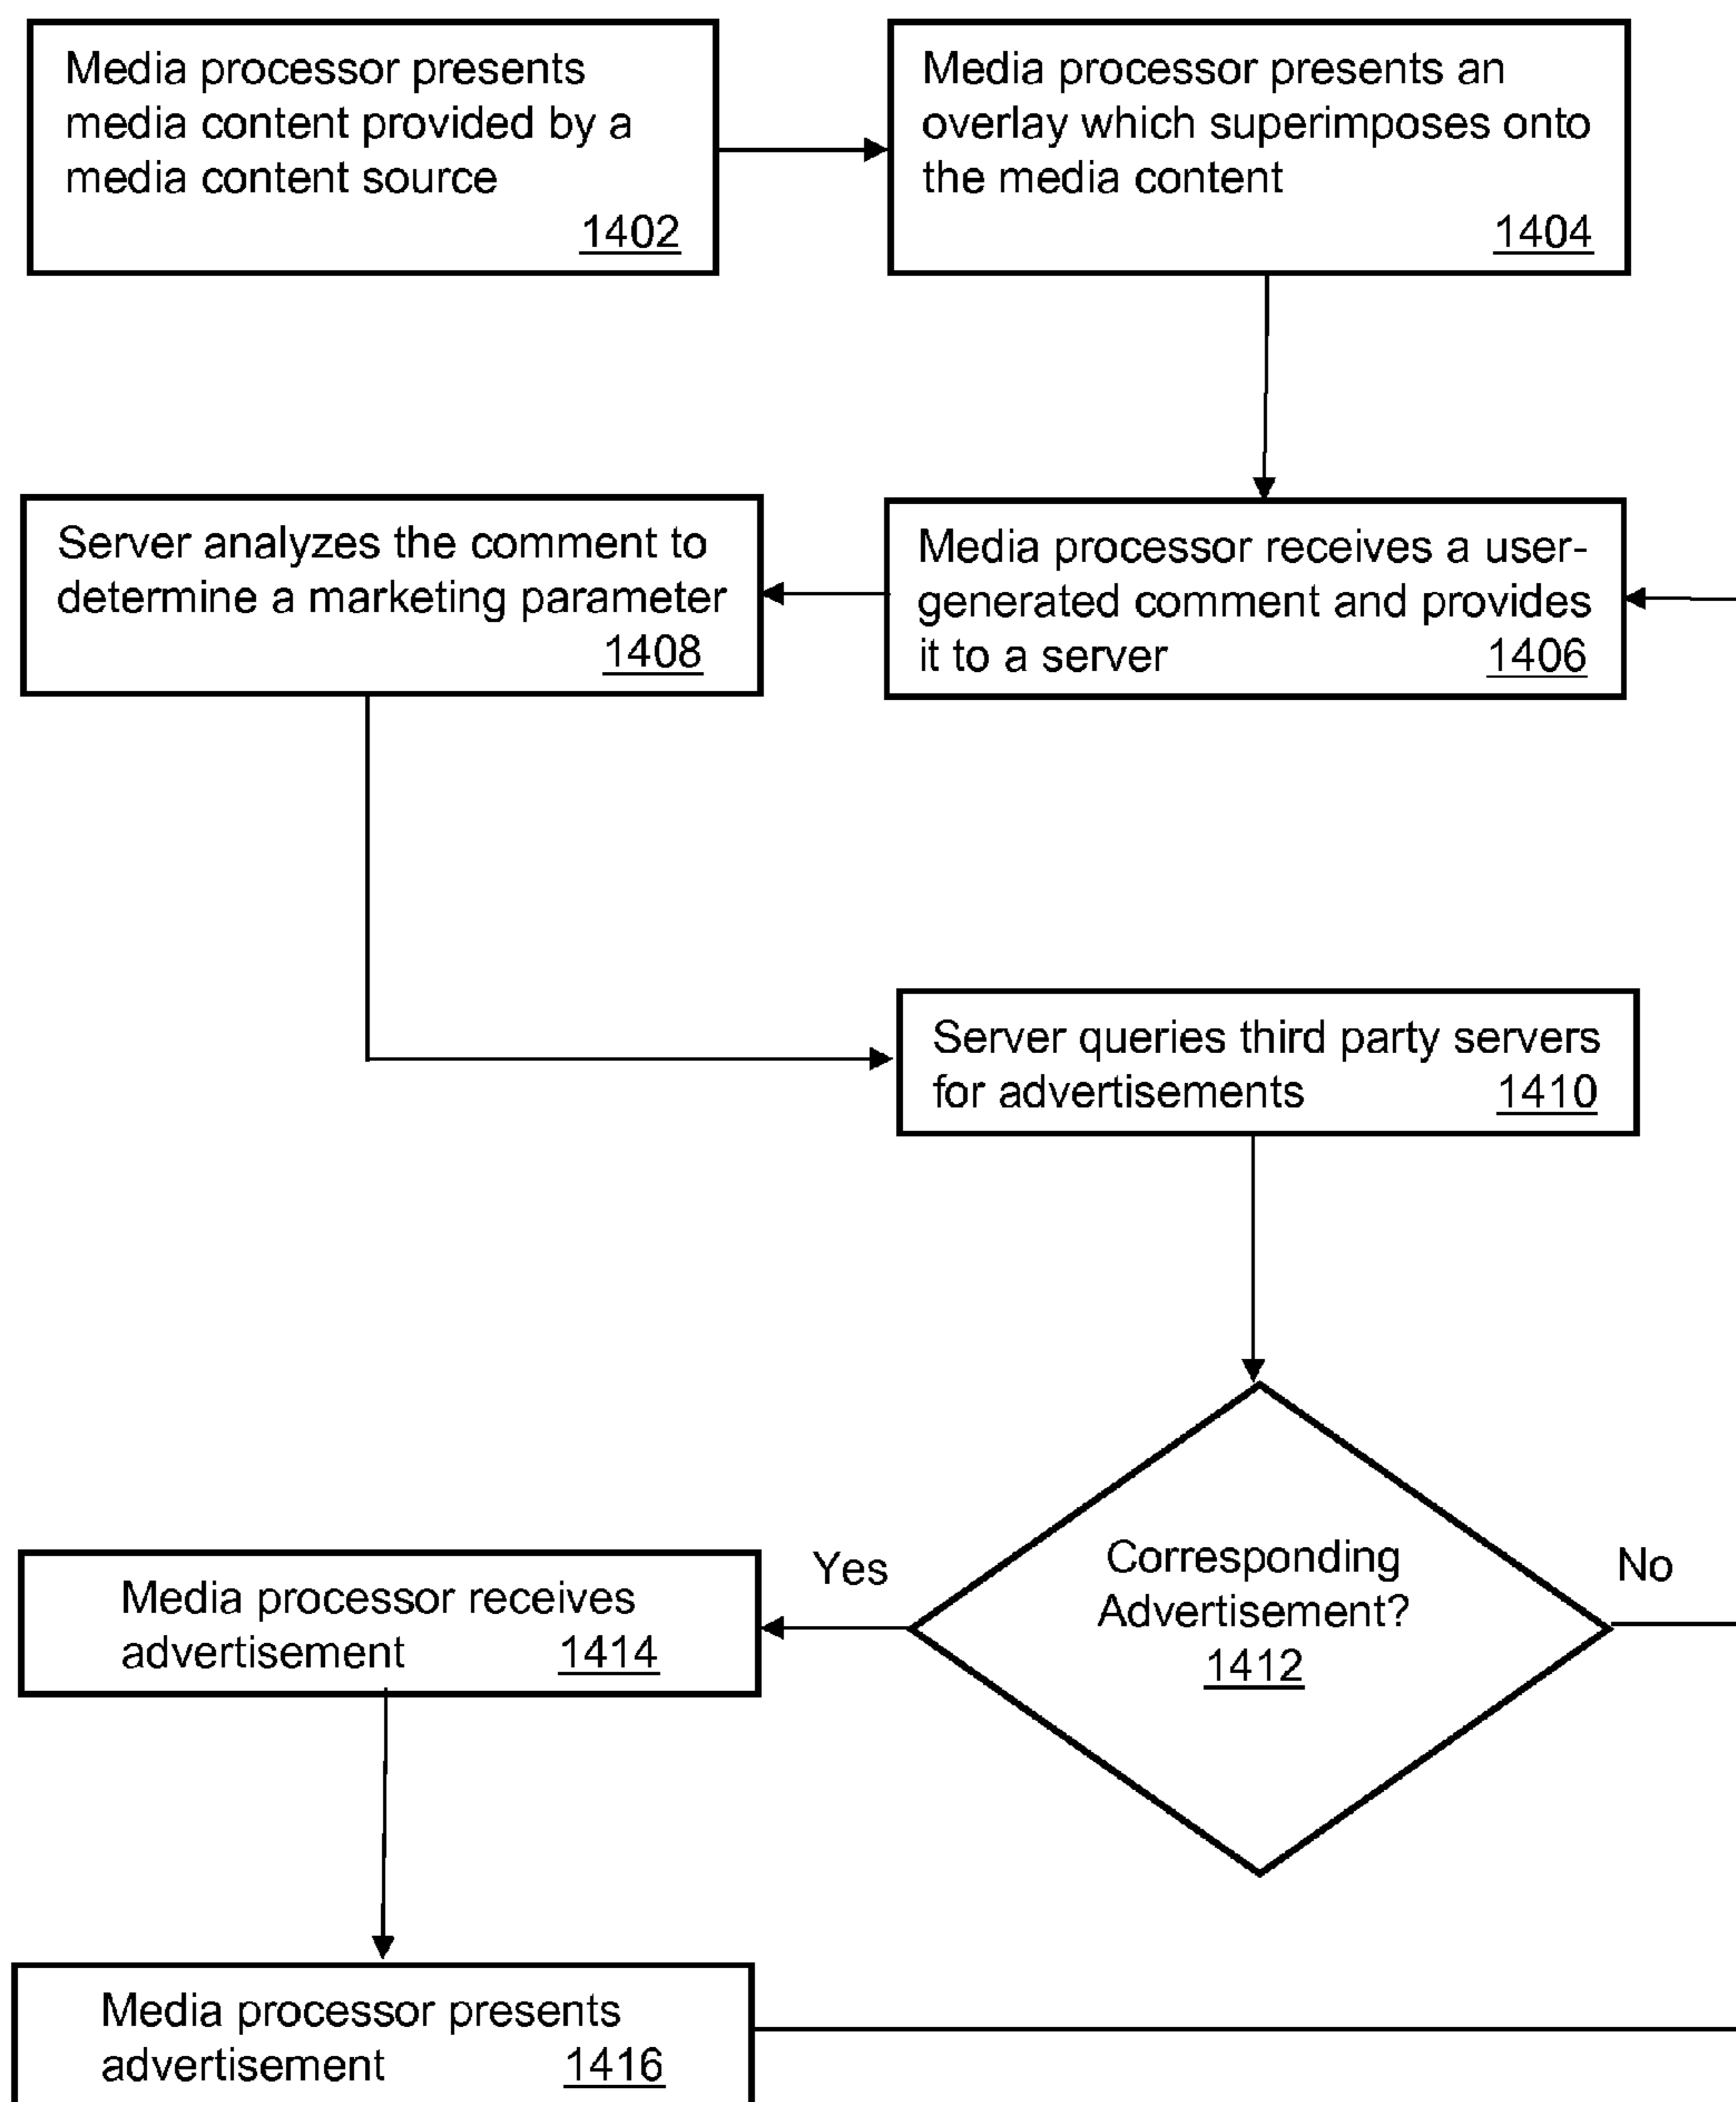 Media processor presents
media content provided by a
media content source
1402
Media processor presents an
overlay which superimposes onto
the media content
1404
Media processor receives a user-
generated comment and provides
it to a server 1406
Server analyzes the comment to
determine a marketing parameter
1408
Server queries third party servers
for advertisements 1410
Corresponding
Advertisement?
1412
Yes
No
Media processor receives
advertisement 1414
Media processor presents
advertisement 1416